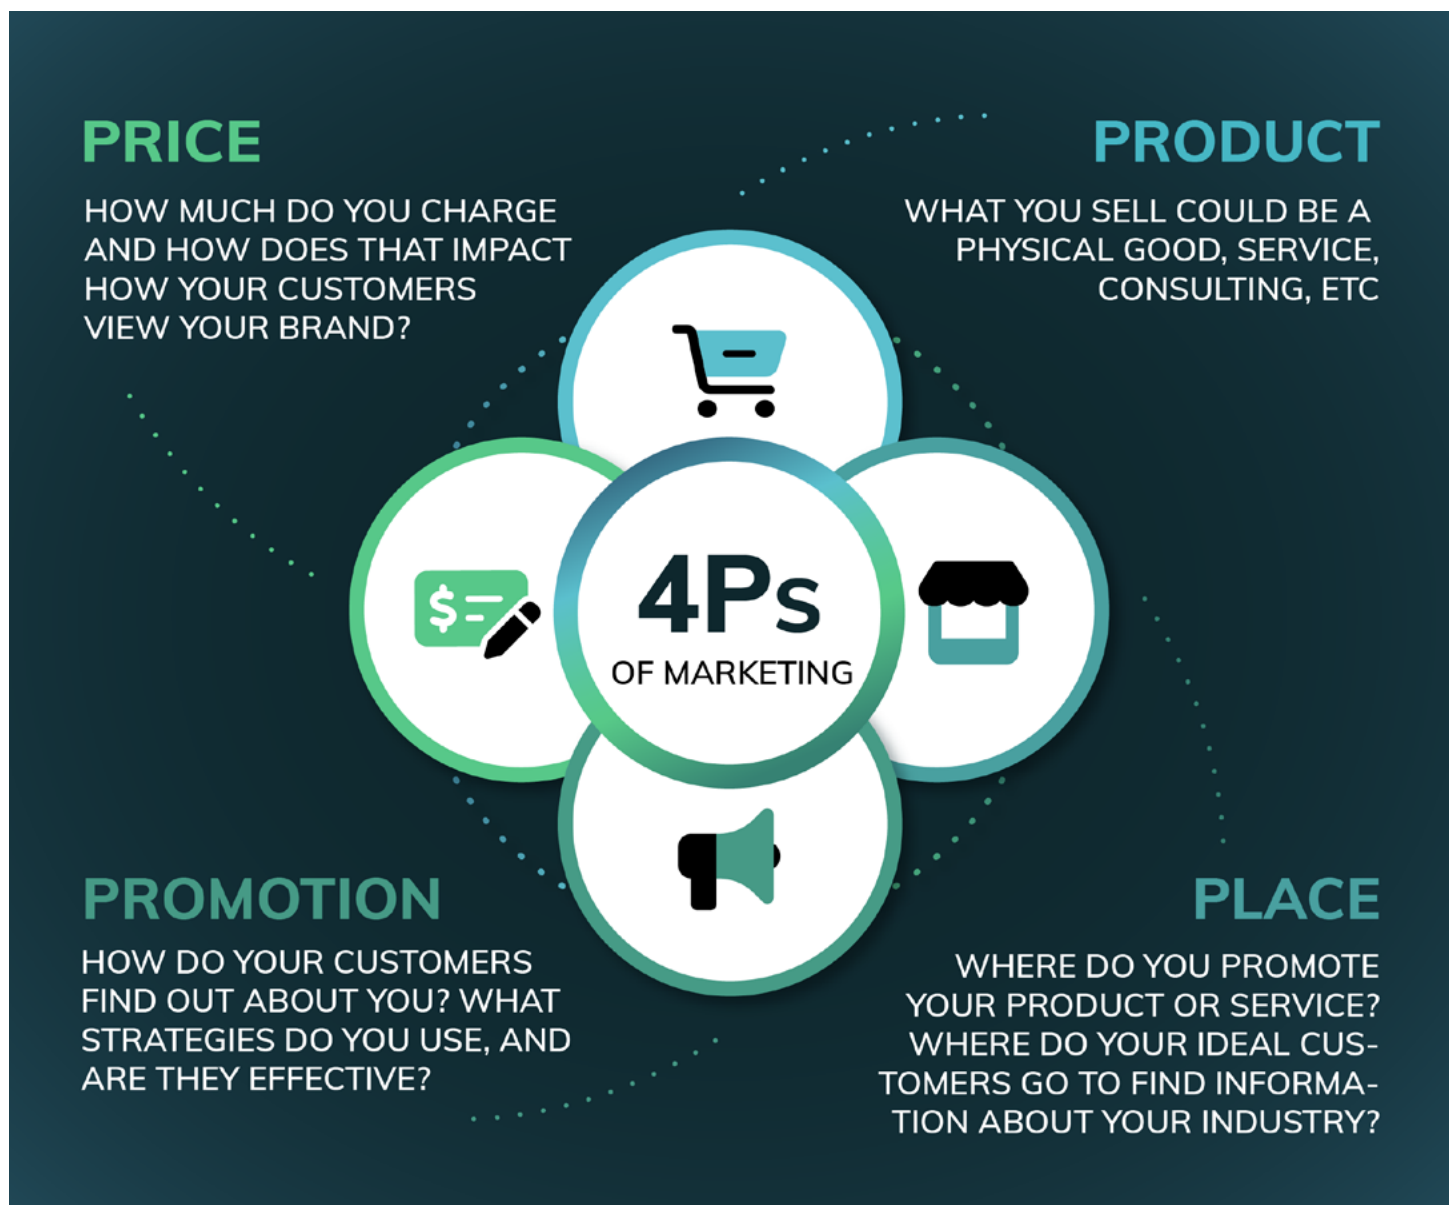 PRICE
HOW MUCH DO YOU CHARGE
AND HOW DOES THAT IMPACT
HOW YOUR CUSTOMERS
VIEW YOUR BRAND?
PRODUCT
WHAT YOU SELL COULD BE A
PHYSICAL GOOD, SERVICE,
CONSULTING, ETC
$
4Ps
OF MARKETING
PROMOTION
HOW DO YOUR CUSTOMERS
FIND OUT ABOUT YOU? WHAT
STRATEGIES DO YOU USE, AND
ARE THEY EFFECTIVE?
PLACE
WHERE DO YOU PROMOTE
YOUR PRODUCT OR SERVICE?
WHERE DO YOUR IDEAL CUS-
TOMERS GO TO FIND INFORMA-
TION ABOUT YOUR INDUSTRY?